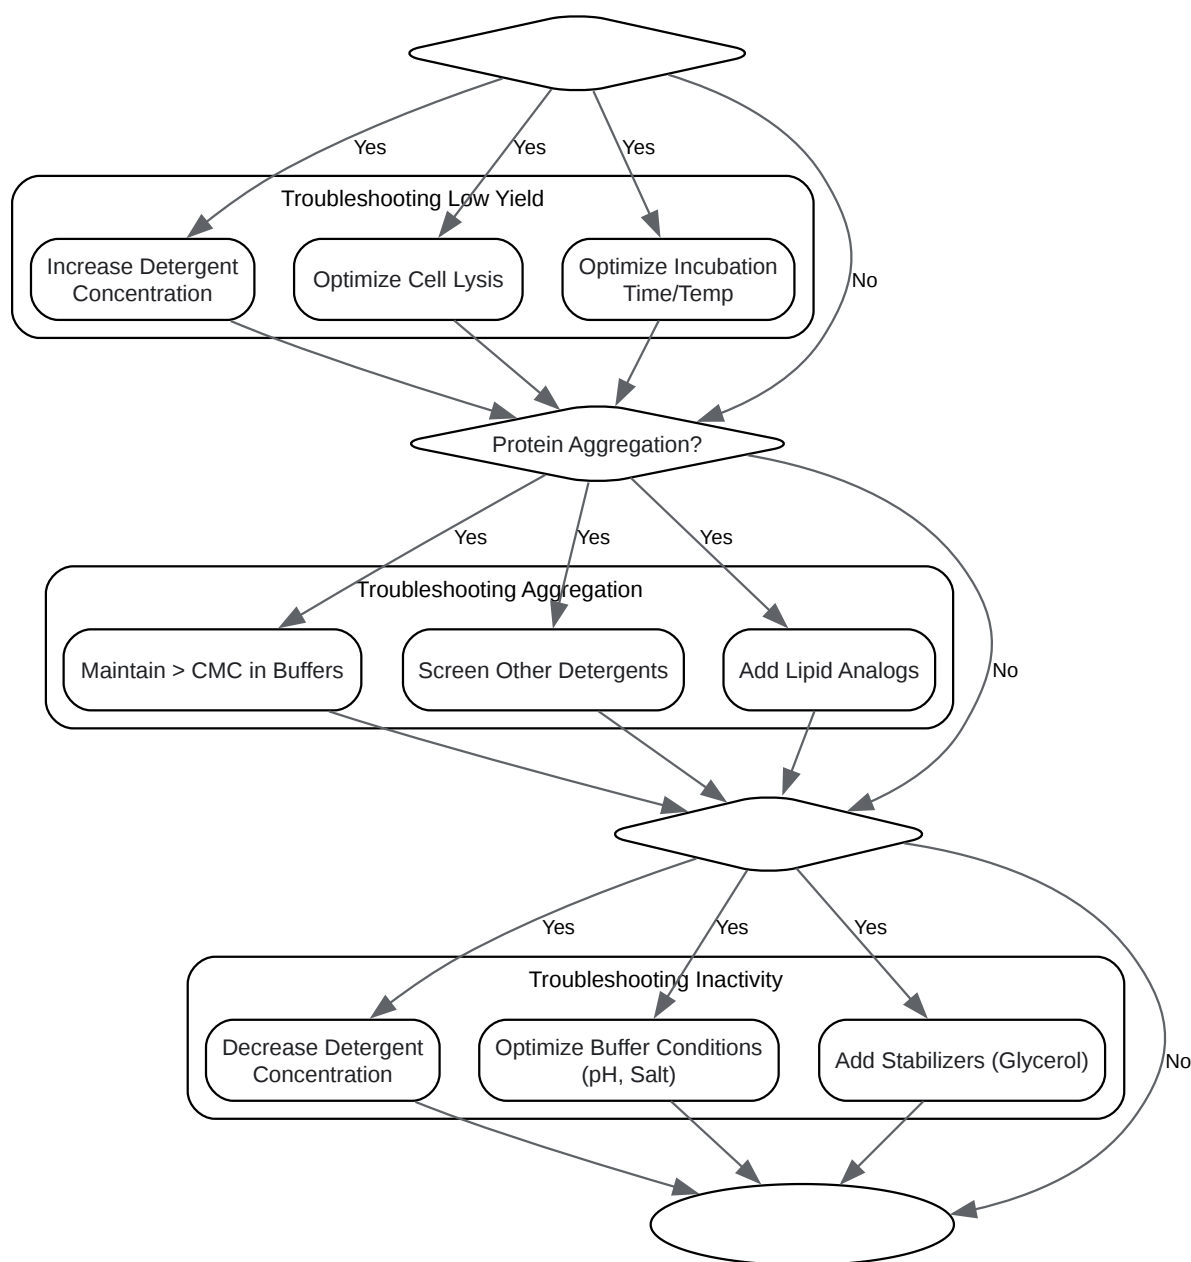 Yes
Yes
Yes
Troubleshooting Low Yield
Increase Detergent
Concentration
Optimize Cell Lysis
Optimize Incubation
Time/Temp
No
Protein Aggregation?
Yes
Yes
Yes
Troubleshooting Aggregation
Maintain > CMC in Buffers
Screen Other Detergents
Add Lipid Analogs
No
Yes
Yes
Yes
Troubleshooting Inactivity
Decrease Detergent
Concentration
Optimize Buffer Conditions
(pH, Salt)
Add Stabilizers (Glycerol)
No